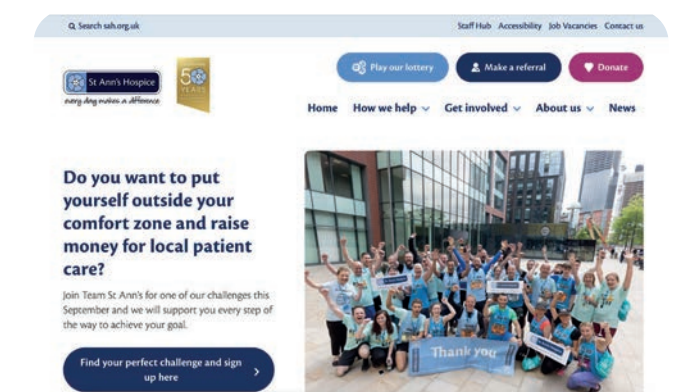 Search sah.org.uk
Staff Hub Accessibility Job Vacancies Contact us
St Ann's Hospice
every day makes a difference
50
YEARS
Play our lottery
Make a referral
Donate
Home How we help Get involved About us News
Do you want to put
yourself outside your
comfort zone and raise
money for local patient
care?
Join Team St Ann's for one of our challenges this
September and we will support you every step of
the way to achieve your goal.
Find your perfect challenge and sign
up here
Thank you